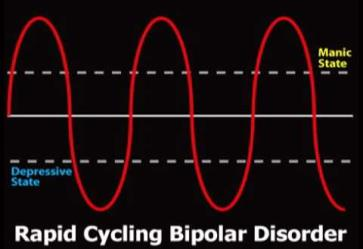 Manic
State
Depressive
State
Rapid Cycling Bipolar Disorder